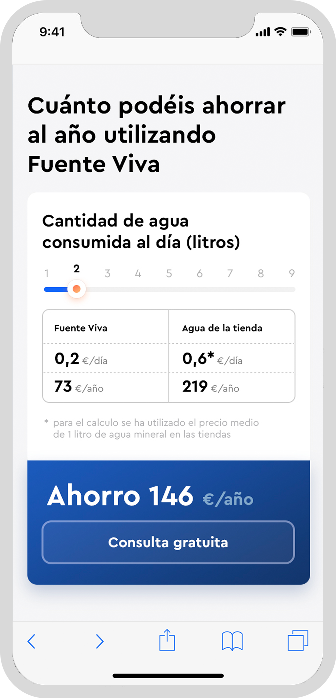 9:41
Cuánto podéis ahorrar
al año utilizando
Fuente Viva
Cantidad de agua
consumida al día (litros)
1 2 3 4 5 6 7 8 9
Fuente Viva Agua de la tienda
0,2 €/día 0,6* €/día
73 €/año 219 €/año
* para el calculo se ha utilizado el precio medio
de 1 litro de agua mineral en las tiendas
Ahorro 146 €/año
Consulta gratuita